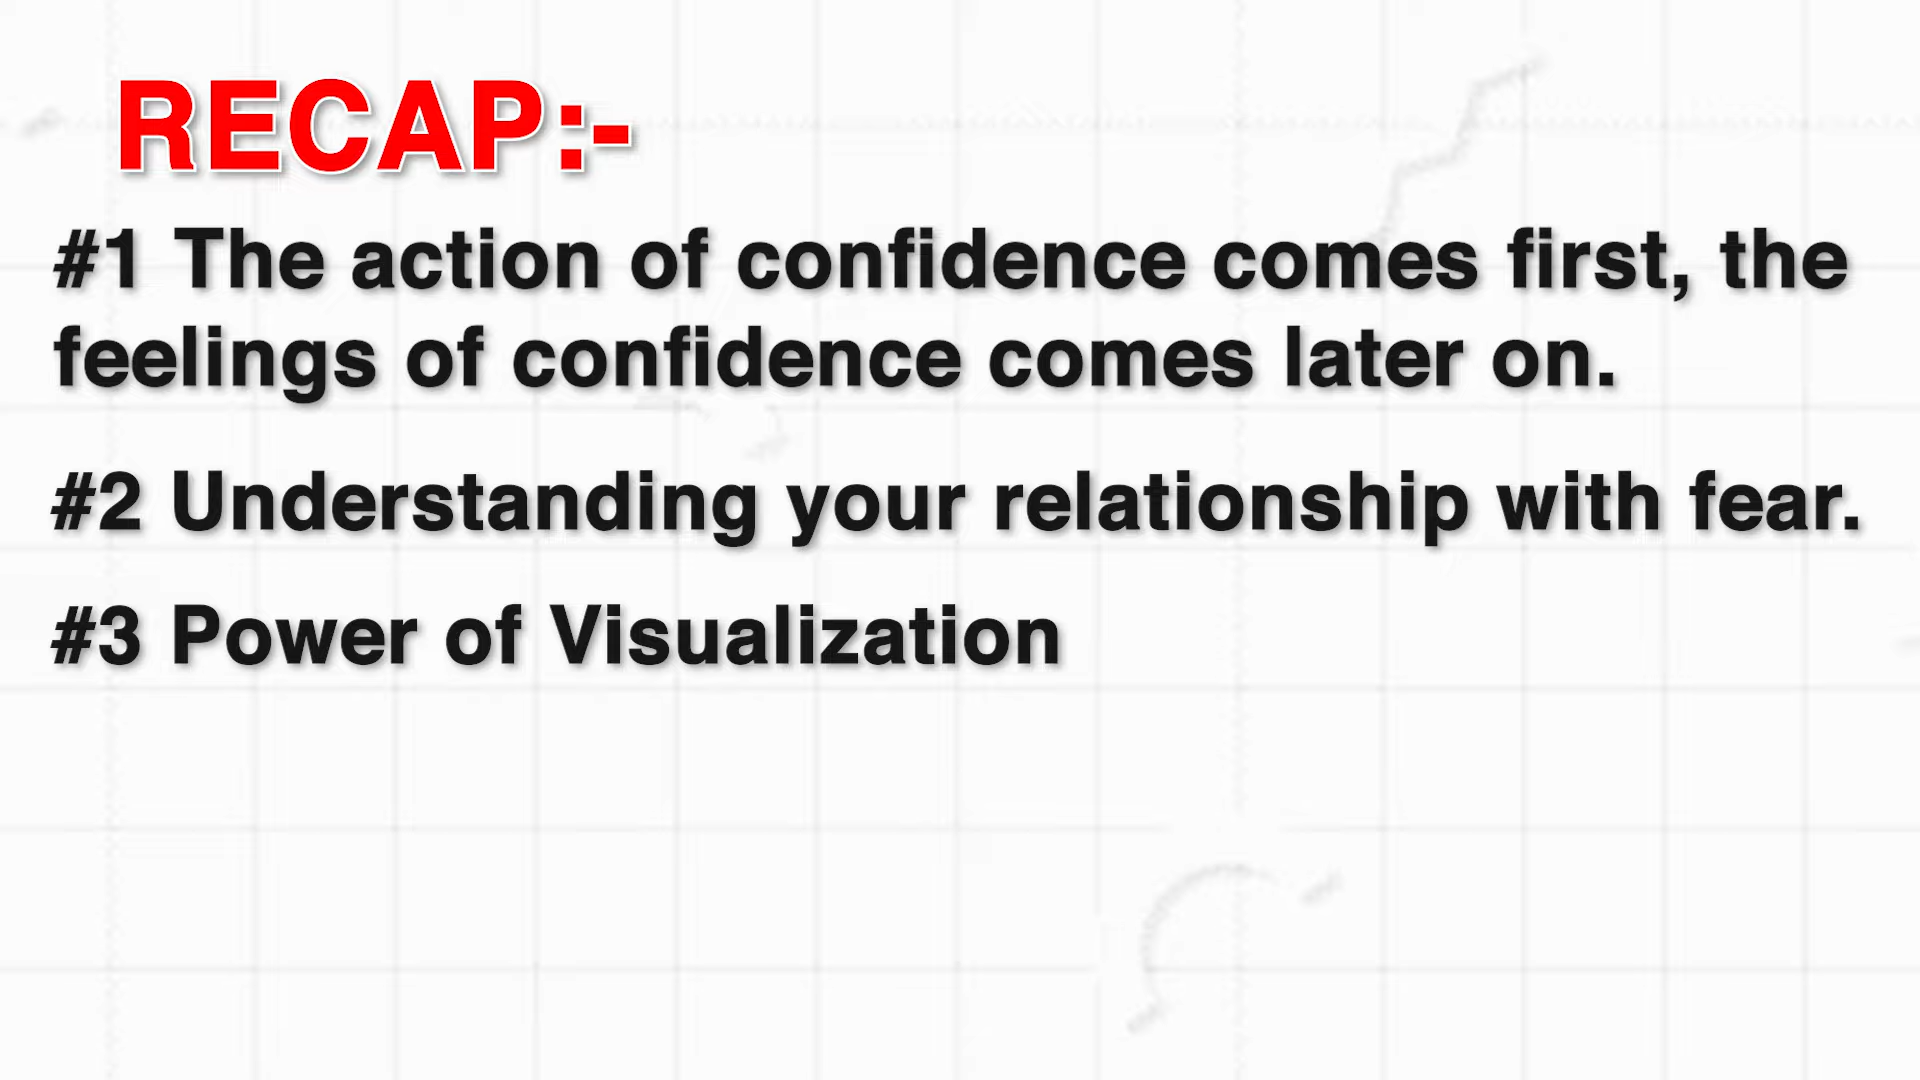 RECAP:-
#1 The action of confidence comes first, the
feelings of confidence comes later on.
#2 Understanding your relationship with fear.
#3 Power of Visualization